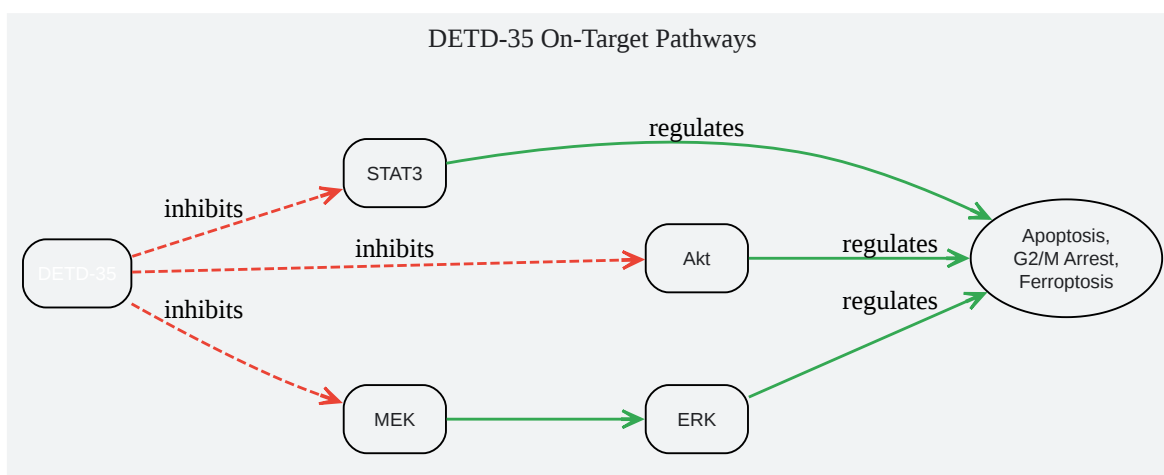 DETD-35 On-Target Pathways
regulates
STAT3
inhibits
inhibits
Akt
regulates
Apoptosis,
G2/M Arrest,
Ferroptosis
DETD-35
inhibits
regulates
MEK
ERK